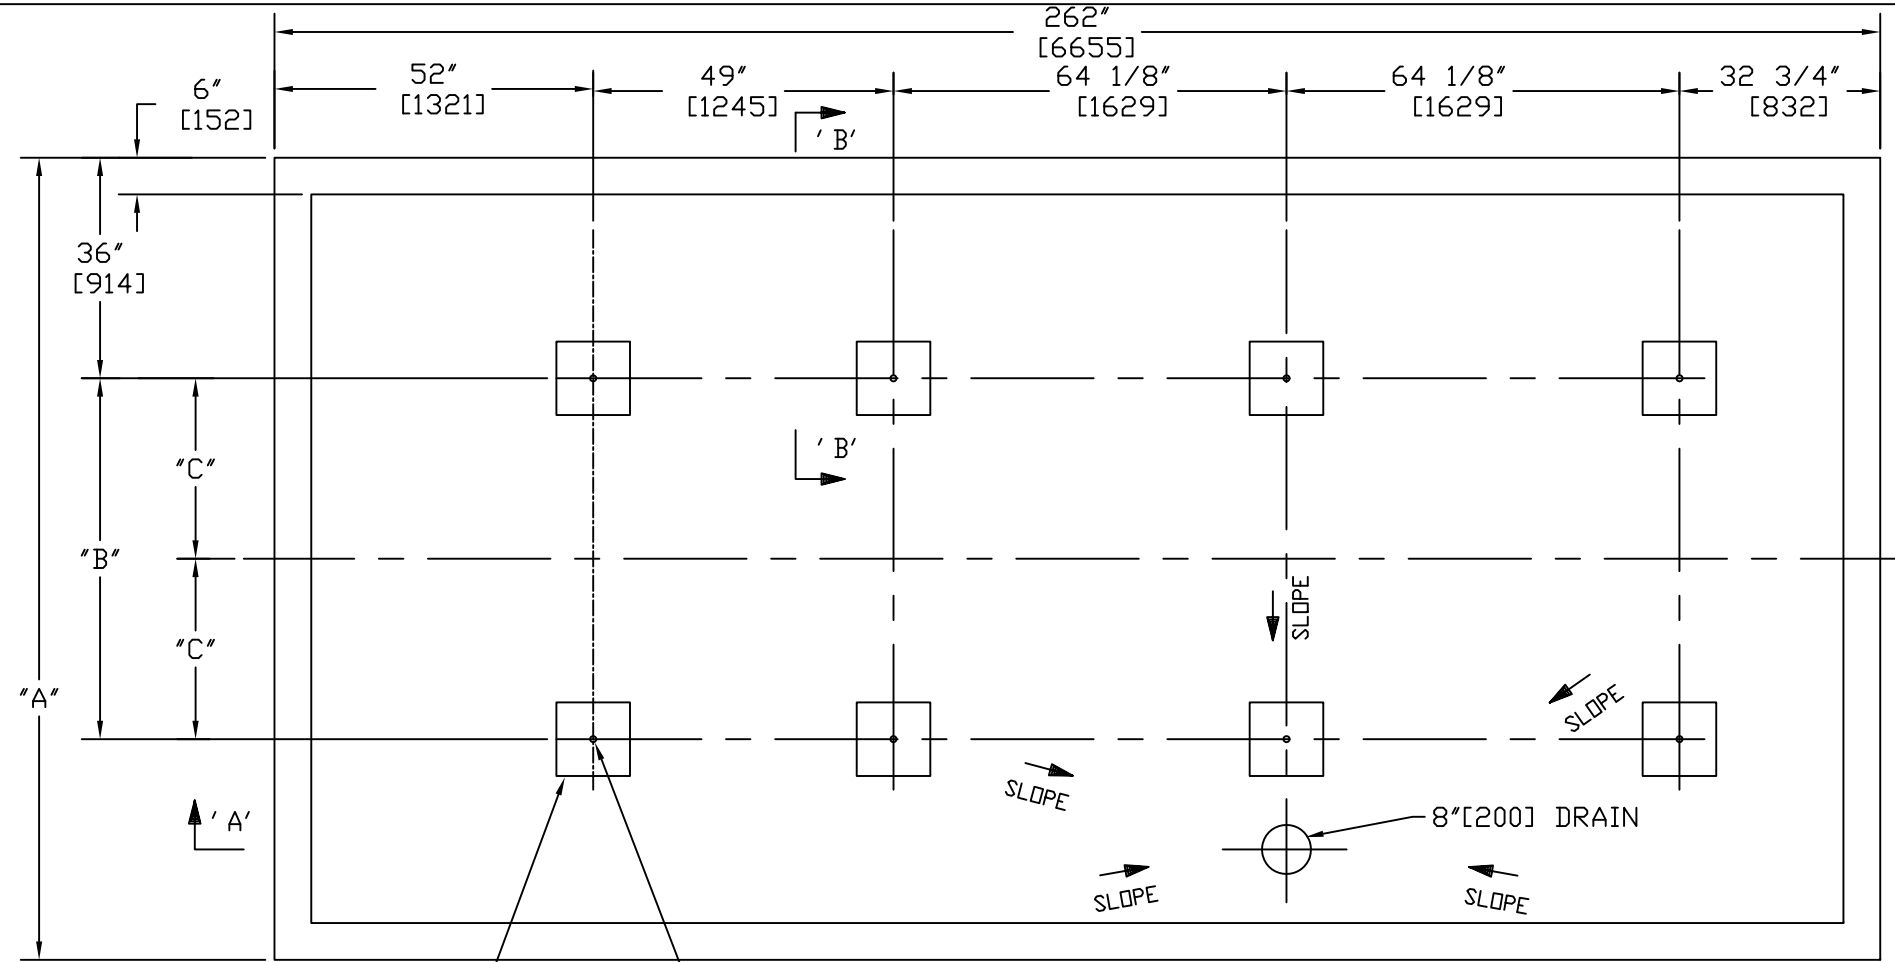 262″
[6655]
6″
[152]
52″
[1321]
49″
[1245]
64 1/8″
[1629]
64 1/8″
[1629]
32 3/4″
[832]
'B'
36″
[914]
"C"
'B'
"B"
SLOPE
"C"
"A"
SLOPE
SLOPE
'A'
8″[200] DRAIN
SLOPE
SLOPE